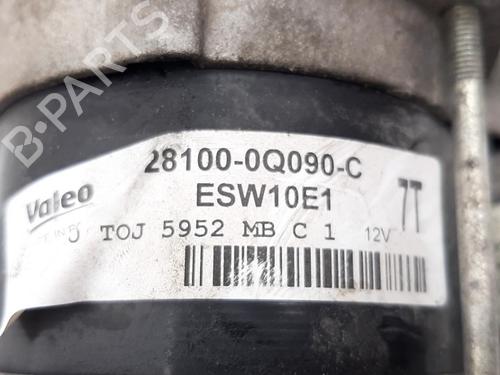 B-PARTS
28100-0Q090-C
Valeo
ESW10E1
7T
TOJ 5952 MB C 1 12V